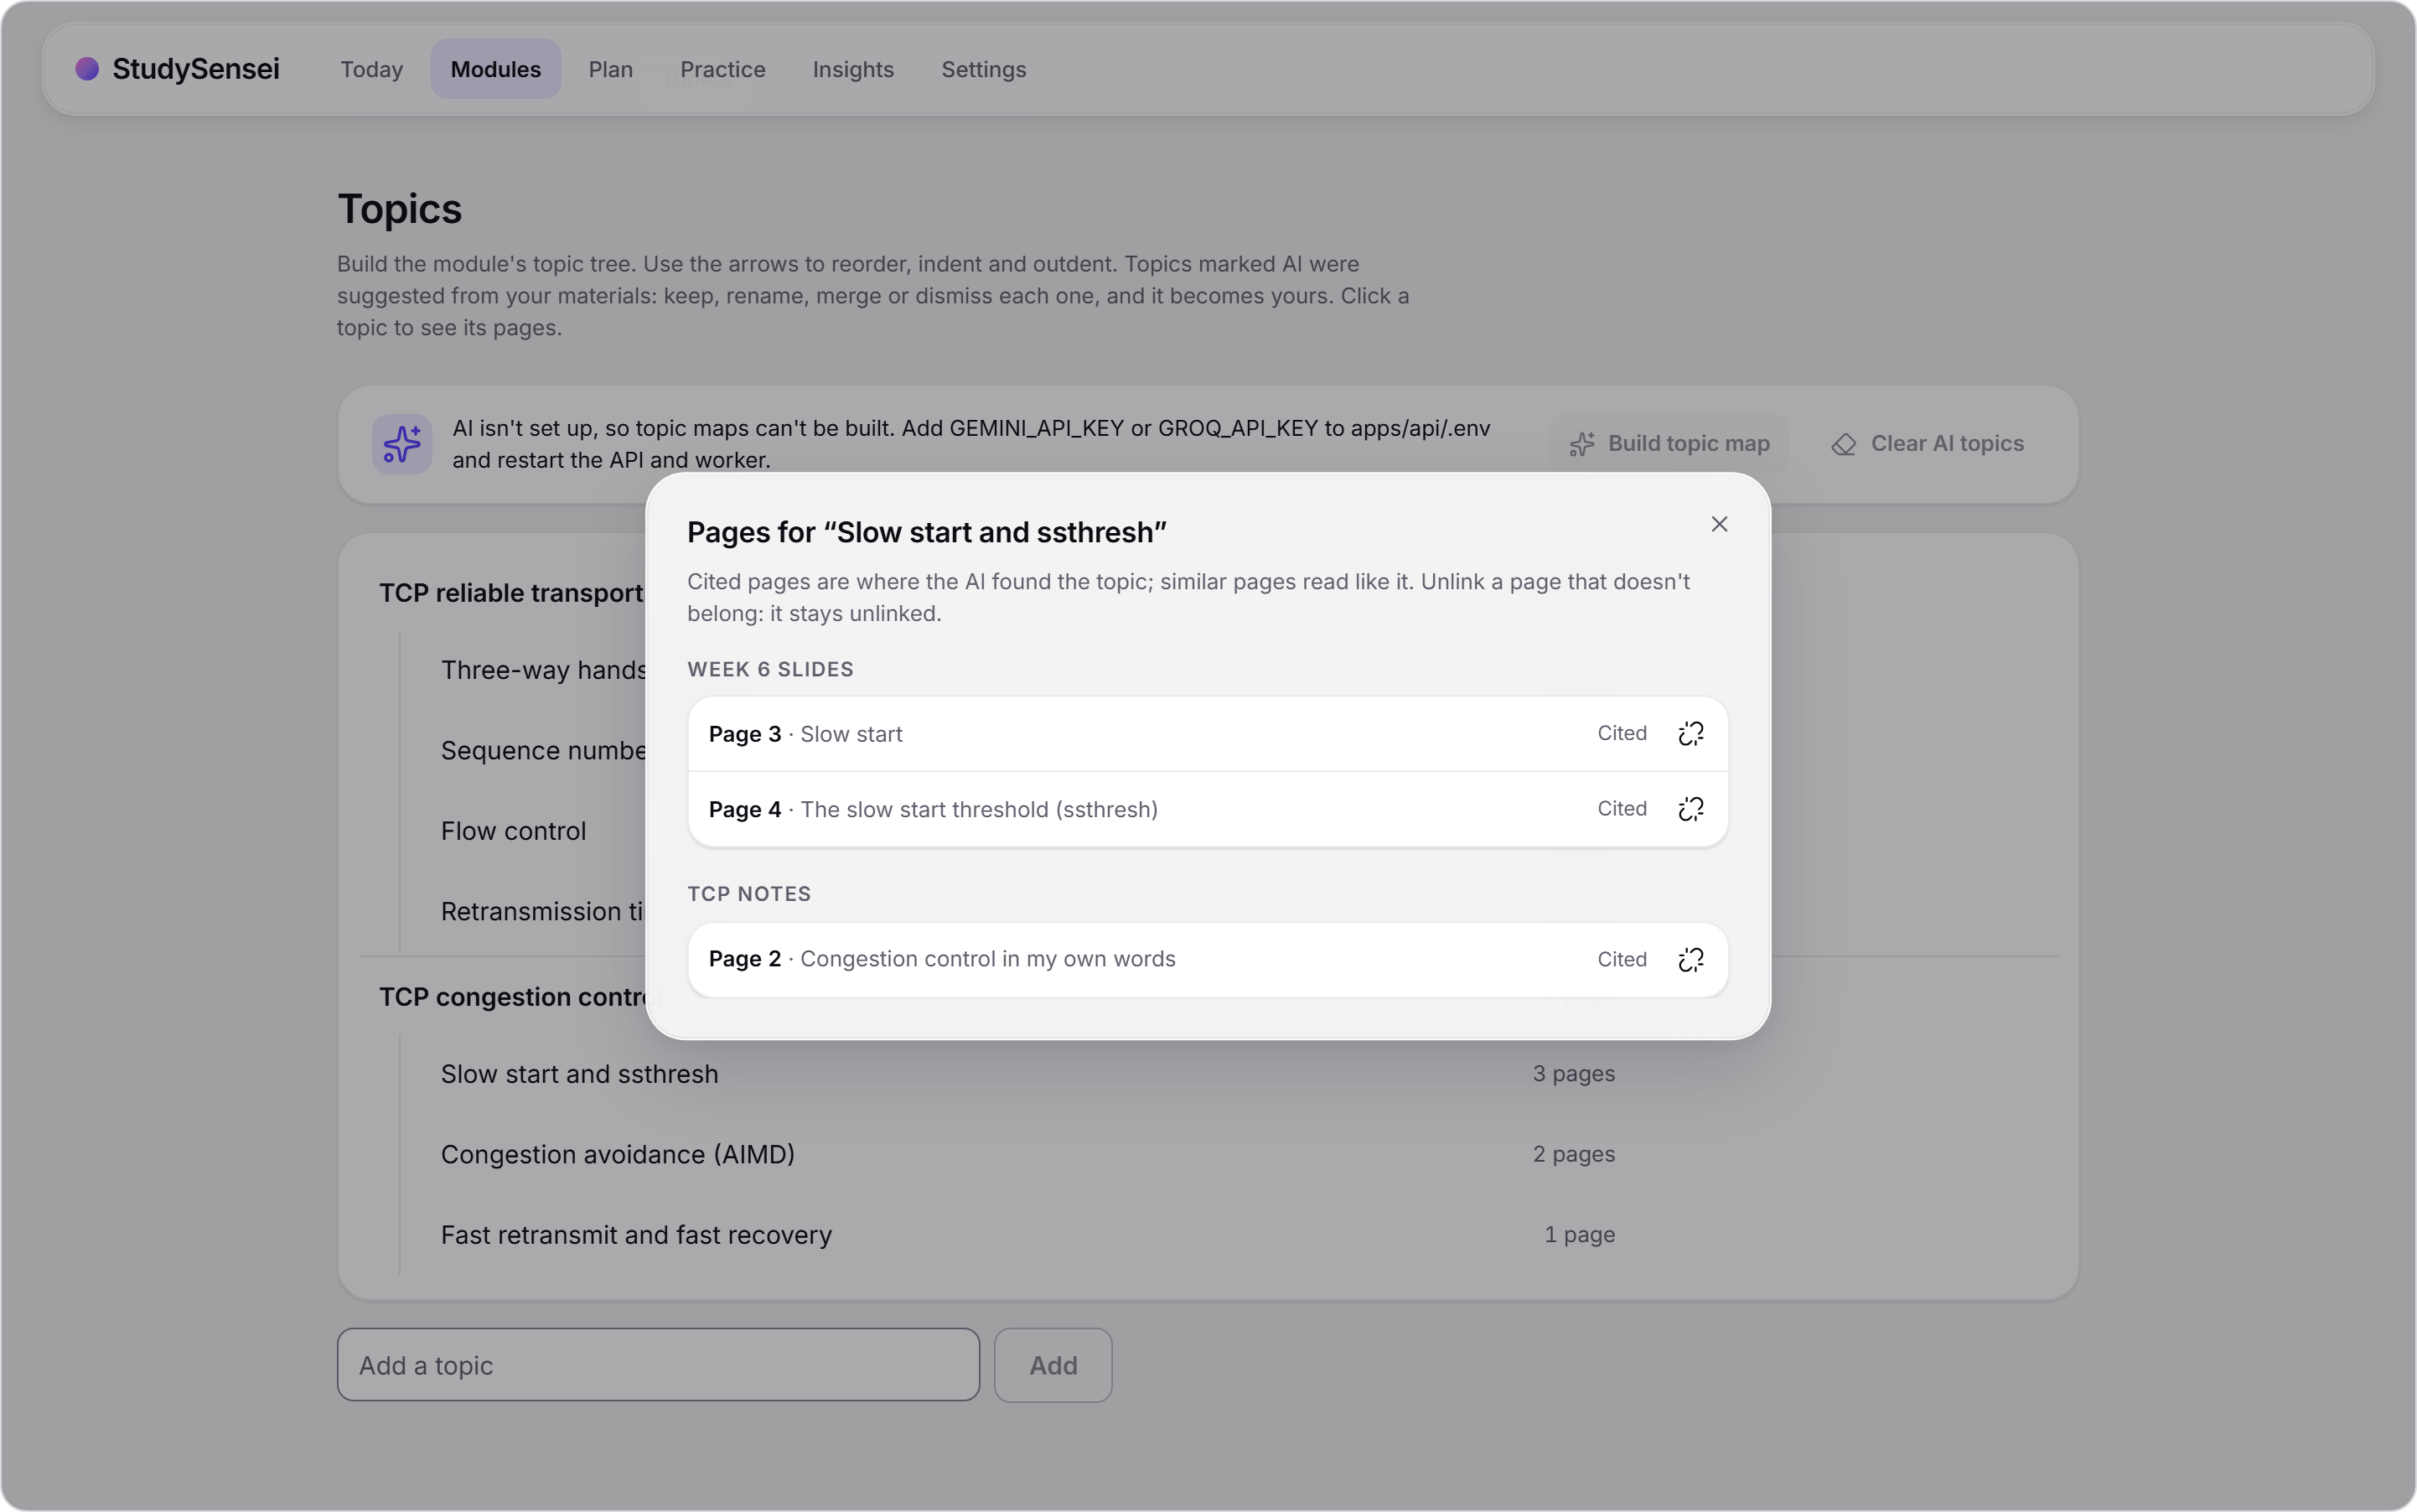 StudySensei
Today
Modules
Plan
Practice
Insights
Settings
Topics
Build the module's topic tree. Use the arrows to reorder, indent and outdent. Topics marked AI were
suggested from your materials: keep, rename, merge or dismiss each one, and it becomes yours. Click a
topic to see its pages.
AI isn't set up, so topic maps can't be built. Add GEMINI_API_KEY or GROQ_API_KEY to apps/api/.env
and restart the API and worker.
Build topic map
Clear AI topics
Pages for “Slow start and ssthresh”
Cited pages are where the AI found the topic; similar pages read like it. Unlink a page that doesn't
belong: it stays unlinked.
WEEK 6 SLIDES
Page 3 · Slow start
Cited
Page 4 · The slow start threshold (ssthresh)
Cited
TCP NOTES
Page 2 · Congestion control in my own words
Cited
TCP reliable transport
Three-way hands
Sequence numbe
Flow control
Retransmission ti
TCP congestion contro
Slow start and ssthresh
3 pages
Congestion avoidance (AIMD)
2 pages
Fast retransmit and fast recovery
1 page
Add a topic
Add